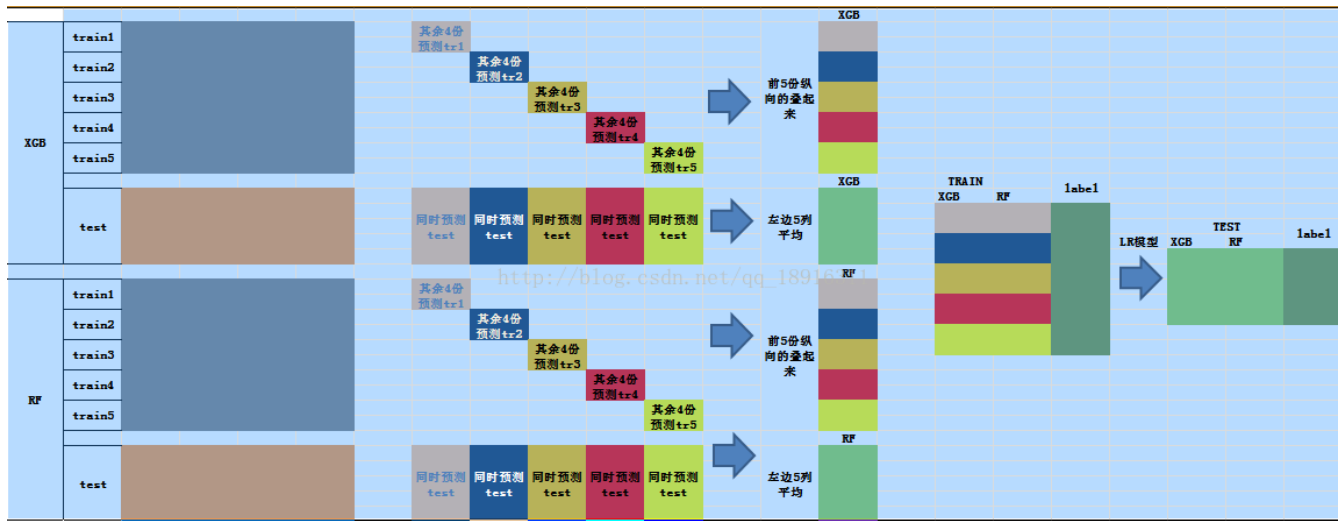 XGB
train1
其余4份
预测tr1
train2
其余4份
预测tr2
train3
其余4份
预测tr3
前5份纵
向的叠起
来
train4
其余4份
预测tr4
XGB
train5
其余4份
预测tr5
XGB
test
同时预测
test
同时预测
test
同时预测
test
同时预测
test
同时预测
test
左边5列
平均
TRAIN
XGB RF
label
LR模型
TEST
XGB RF
label
RF
train1
其余4份
预测tr1
train2
其余4份
预测tr2
train3
其余4份
预测tr3
前5份纵
向的叠起
来
train4
其余4份
预测tr4
RF
train5
其余4份
预测tr5
RF
test
同时预测
test
同时预测
test
同时预测
test
同时预测
test
同时预测
test
左边5列
平均